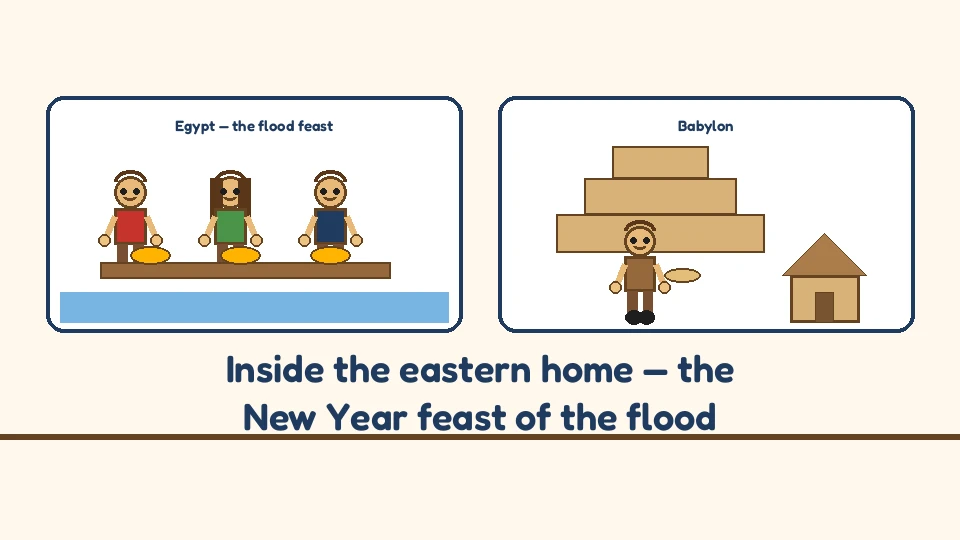 Egypt – the flood feast
Babylon
Inside the eastern home – the
New Year feast of the flood